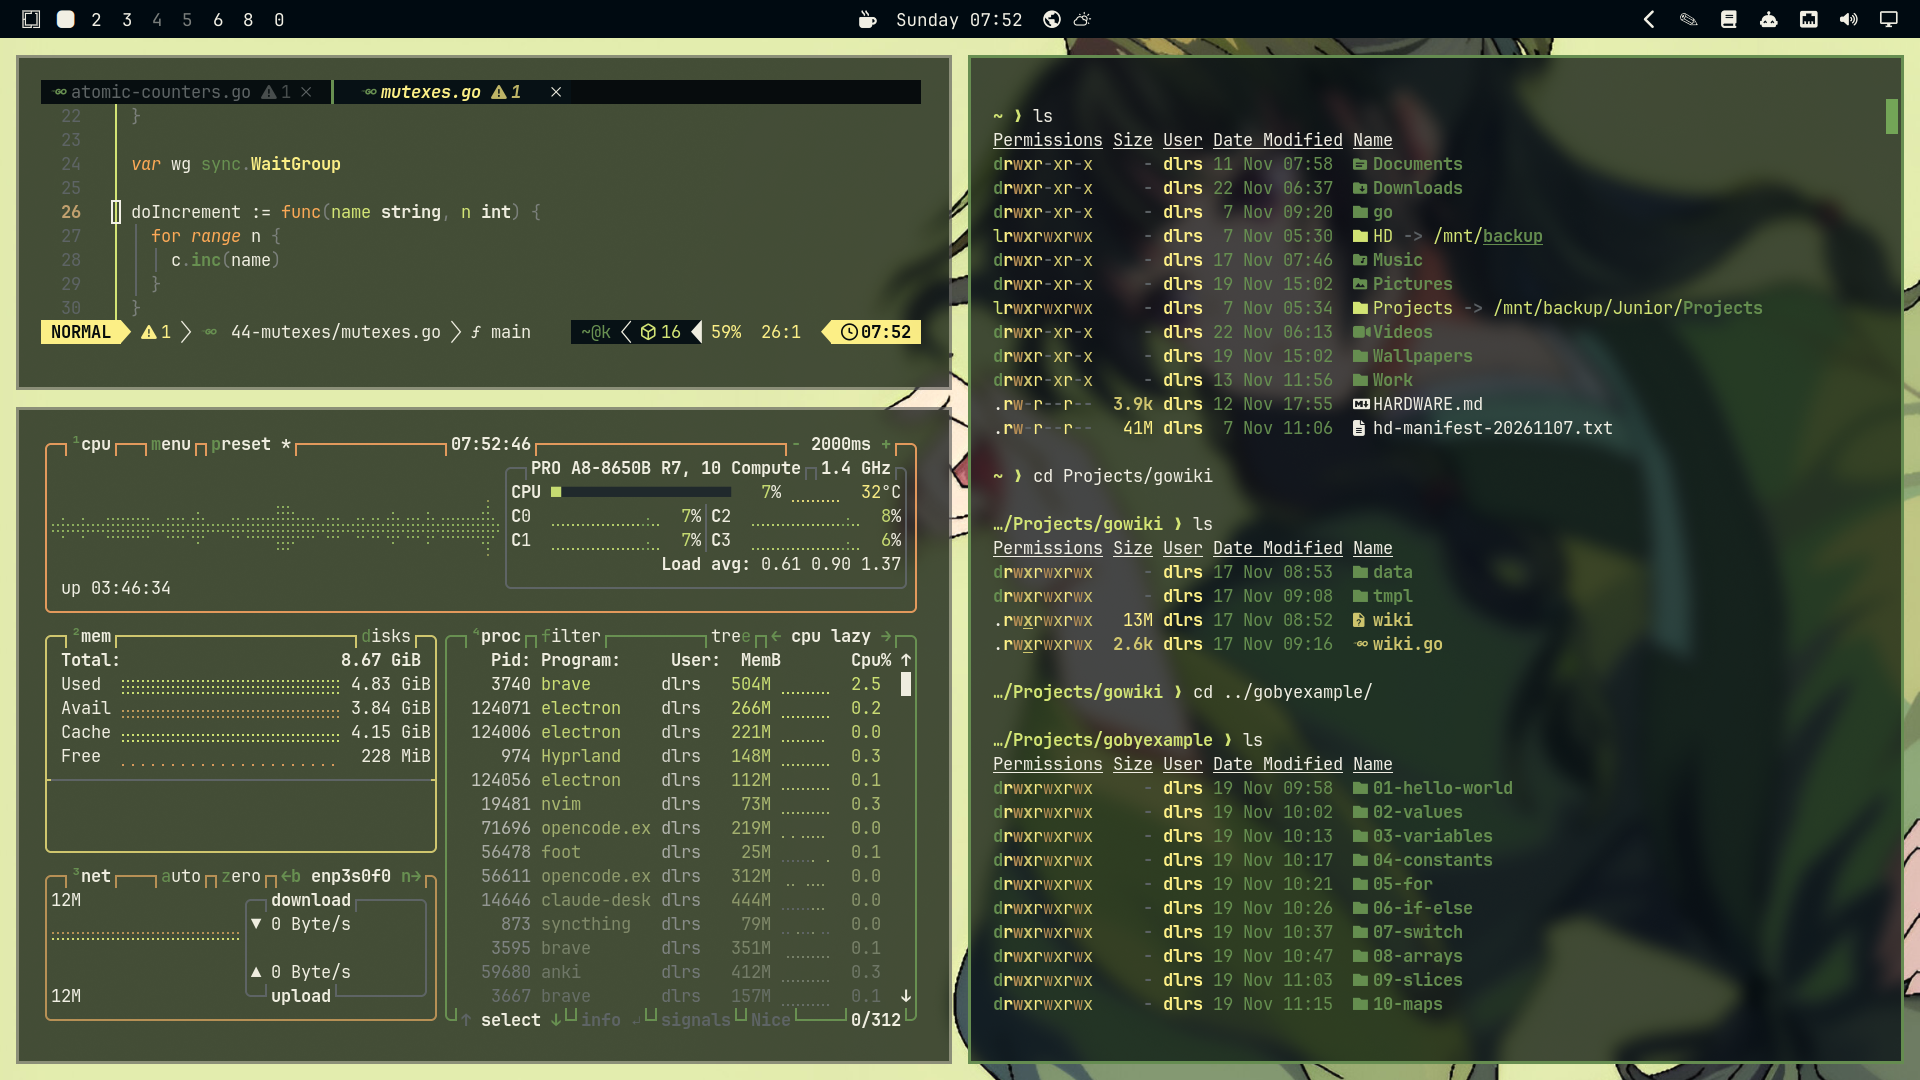 2 3 4 5 6 8 0
Sunday 07:52
atomic-counters.go 1 ×
mutexes.go 1 ×
22 }
23
24 var wg sync.WaitGroup
25
26 doIncrement := func(name string, n int) {
27 for range n {
28 c.inc(name)
29 }
30 }
NORMAL 1 44-mutexes/mutexes.go ƒ main ~@k 16 59% 26:1 07:52
¹cpu menu preset * 07:52:46 - 2000ms +
PRO A8-8650B R7, 10 Compute 1.4 GHz
CPU 7% 32°C
C0 7% C2 8%
C1 7% C3 6%
Load avg: 0.61 0.90 1.37
up 03:46:34
²mem disks
Total: 8.67 GiB
Used 4.83 GiB
Avail 3.84 GiB
Cache 4.15 GiB
Free 228 MiB
³net auto zero ←b enp3s0f0 n→
12M
download
▼ 0 Byte/s
▲ 0 Byte/s
12M
upload
⁴proc filter tree ← cpu lazy →
Pid: Program: User: MemB Cpu% ↑
3740 brave dlrs 504M 2.5
124071 electron dlrs 266M 0.2
124006 electron dlrs 221M 0.0
974 Hyprland dlrs 148M 0.3
124056 electron dlrs 112M 0.1
19481 nvim dlrs 73M 0.3
71696 opencode.ex dlrs 219M 0.0
56478 foot dlrs 25M 0.1
56611 opencode.ex dlrs 312M 0.0
14646 claude-desk dlrs 444M 0.0
873 syncthing dlrs 79M 0.0
3595 brave dlrs 351M 0.1
59680 anki dlrs 412M 0.3
3667 brave dlrs 157M 0.1 ↓
↑ select ↓ info ↲ signals Nice 0/312
~ ❯ ls
Permissions Size User Date Modified Name
drwxr-xr-x - dlrs 11 Nov 07:58 Documents
drwxr-xr-x - dlrs 22 Nov 06:37 Downloads
drwxr-xr-x - dlrs 7 Nov 09:20 go
lrwxrwxrwx - dlrs 7 Nov 05:30 HD -> /mnt/backup
drwxr-xr-x - dlrs 17 Nov 07:46 Music
drwxr-xr-x - dlrs 19 Nov 15:02 Pictures
lrwxrwxrwx - dlrs 7 Nov 05:34 Projects -> /mnt/backup/Junior/Projects
drwxr-xr-x - dlrs 22 Nov 06:13 Videos
drwxr-xr-x - dlrs 19 Nov 15:02 Wallpapers
drwxr-xr-x - dlrs 13 Nov 11:56 Work
.rw-r--r-- 3.9k dlrs 12 Nov 17:55 HARDWARE.md
.rw-r--r-- 41M dlrs 7 Nov 11:06 hd-manifest-20261107.txt
~ ❯ cd Projects/gowiki
…/Projects/gowiki ❯ ls
Permissions Size User Date Modified Name
drwxrwxrwx - dlrs 17 Nov 08:53 data
drwxrwxrwx - dlrs 17 Nov 09:08 tmpl
.rwxrwxrwx 13M dlrs 17 Nov 08:52 wiki
.rwxrwxrwx 2.6k dlrs 17 Nov 09:16 wiki.go
…/Projects/gowiki ❯ cd ../gobyexample/
…/Projects/gobyexample ❯ ls
Permissions Size User Date Modified Name
drwxrwxrwx - dlrs 19 Nov 09:58 01-hello-world
drwxrwxrwx - dlrs 19 Nov 10:02 02-values
drwxrwxrwx - dlrs 19 Nov 10:13 03-variables
drwxrwxrwx - dlrs 19 Nov 10:17 04-constants
drwxrwxrwx - dlrs 19 Nov 10:21 05-for
drwxrwxrwx - dlrs 19 Nov 10:26 06-if-else
drwxrwxrwx - dlrs 19 Nov 10:37 07-switch
drwxrwxrwx - dlrs 19 Nov 10:47 08-arrays
drwxrwxrwx - dlrs 19 Nov 11:03 09-slices
drwxrwxrwx - dlrs 19 Nov 11:15 10-maps